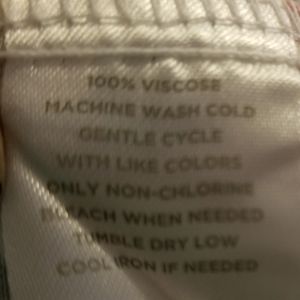 100% VISCOSE
MACHINE WASH COLD
GENTLE CYCLE
WITH LIKE COLORS
ONLY NON-CHLORINE
BLEACH WHEN NEEDED
TUMBLE DRY LOW
COOL IRON IF NEEDED